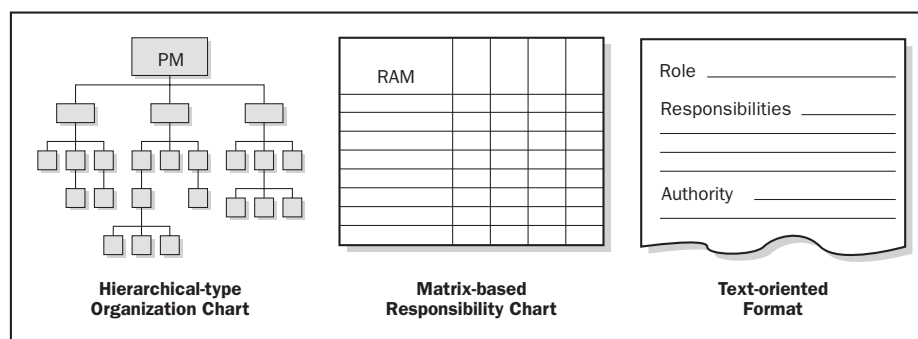 PM
RAM
Role
Responsibilities
Authority
Hierarchical-type
Organization Chart
Matrix-based
Responsibility Chart
Text-oriented
Format